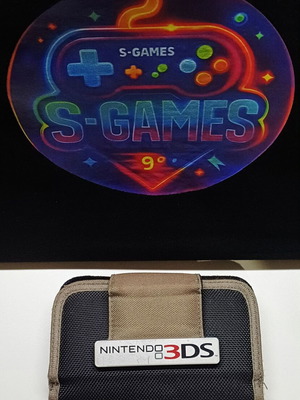 S-GAMES
S-GAMES
9°
NINTENDO 3DS